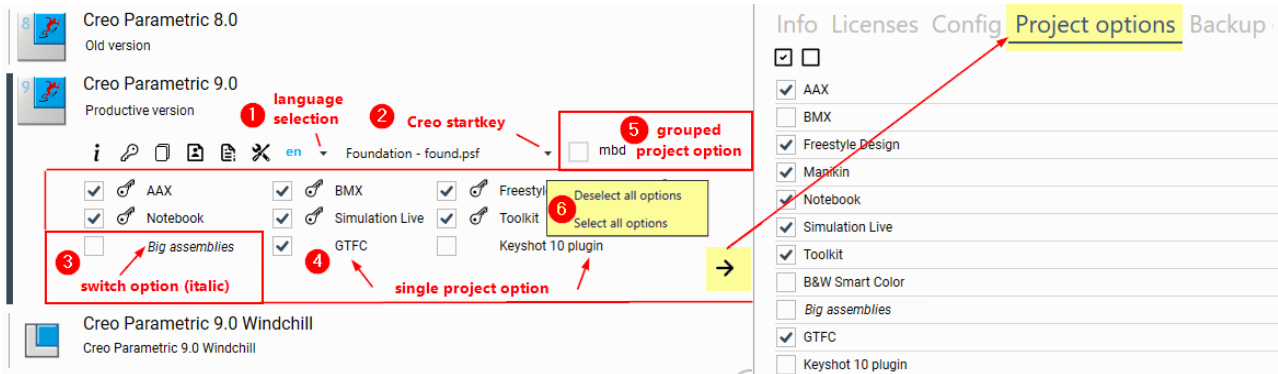 8
Creo Parametric 8.0
Old version
9
Creo Parametric 9.0
Productive version
1 language
selection
2 Creo startkey
5 grouped
project option
i en Foundation - found.psf mbd
AAX BMX Freestyl
Notebook Simulation Live Toolkit
Big assemblies GTFC Keyshot 10 plugin
6 Deselect all options
Select all options
3
switch option (italic)
4
single project option
Creo Parametric 9.0 Windchill
Creo Parametric 9.0 Windchill
Info Licenses Config Project options Backup
AAX
BMX
Freestyle Design
Manikin
Notebook
Simulation Live
Toolkit
B&W Smart Color
Big assemblies
GTFC
Keyshot 10 plugin